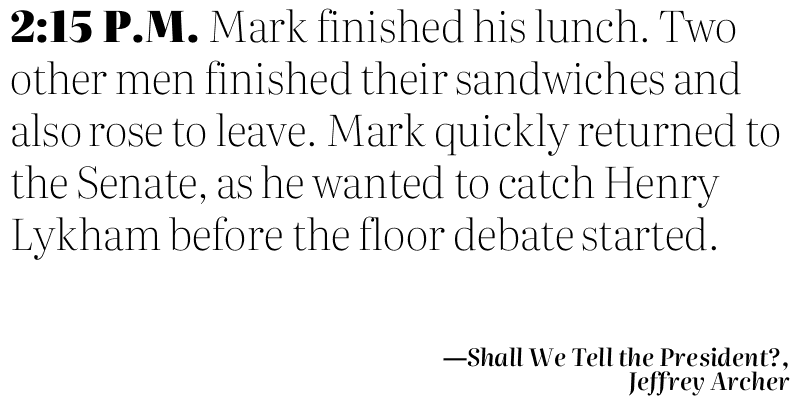 2:15 P.M. Mark finished his lunch. Two
other men finished their sandwiches and
also rose to leave. Mark quickly returned to
the Senate, as he wanted to catch Henry
Lykham before the floor debate started.
—Shall We Tell the President?,
Jeffrey Archer